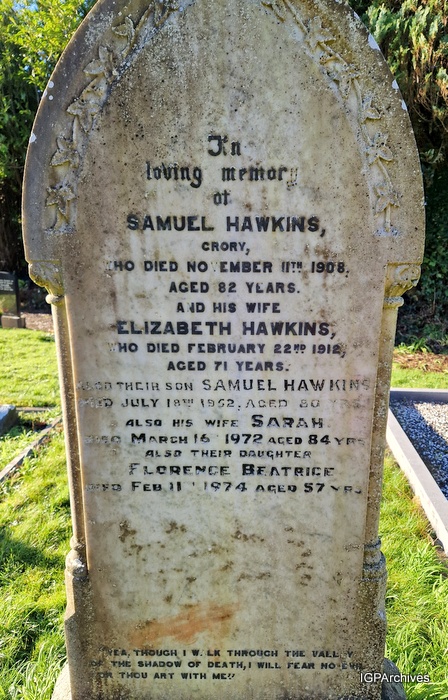 In
loving memory
of
SAMUEL HAWKINS,
CRORY,
WHO DIED NOVEMBER 11TH 1908,
AGED 82 YEARS.
AND HIS WIFE
ELIZABETH HAWKINS,
WHO DIED FEBRUARY 22ND 1912,
AGED 71 YEARS.
ALSO THEIR SON SAMUEL HAWKINS
DIED JULY 18TH 1962, AGED 80 YRS
ALSO HIS WIFE SARAH
DIED MARCH 16 1972 AGED 84 YRS
ALSO THEIR DAUGHTER
FLORENCE BEATRICE
DIED FEB 11 1974 AGED 57 YRS
"YEA, THOUGH I WALK THROUGH THE VALLEY
OF THE SHADOW OF DEATH, I WILL FEAR NO EVIL
FOR THOU ART WITH ME"
IGPArchives